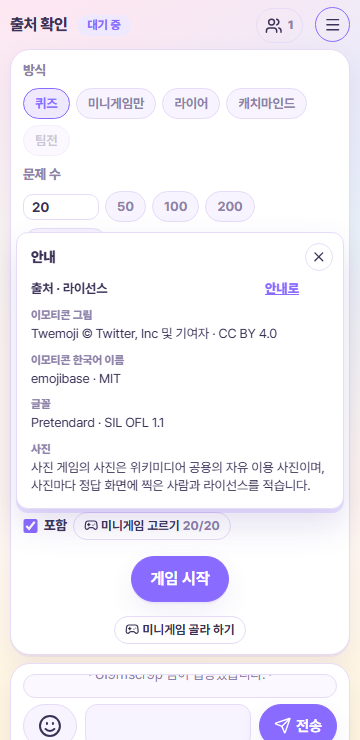 출처 확인 대기 중 1
방식
퀴즈 미니게임만 라이어 캐치마인드
팀전
문제 수
20 50 100 200
안내
출처 · 라이선스 안내로
이모티콘 그림
Twemoji © Twitter, Inc 및 기여자 · CC BY 4.0
이모티콘 한국어 이름
emojibase · MIT
글꼴
Pretendard · SIL OFL 1.1
사진
사진 게임의 사진은 위키미디어 공용의 자유 이용 사진이며,
사진마다 정답 화면에 찍은 사람과 라이선스를 적습니다.
포함 미니게임 고르기 20/20
게임 시작
미니게임 골라 하기
전송